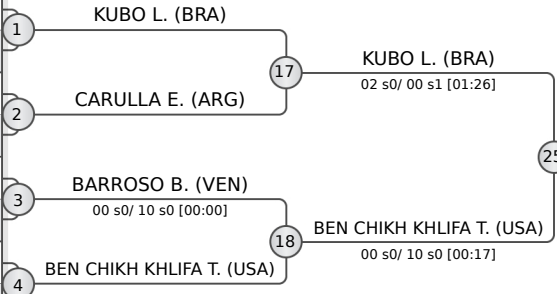 KUBO L. (BRA)
1
17
KUBO L. (BRA)
02 s0/ 00 s1 [01:26]
CARULLA E. (ARG)
2
25
BARROSO B. (VEN)
3
00 s0/ 10 s0 [00:00]
18
BEN CHIKH KHLIFA T. (USA)
00 s0/ 10 s0 [00:17]
BEN CHIKH KHLIFA T. (USA)
4